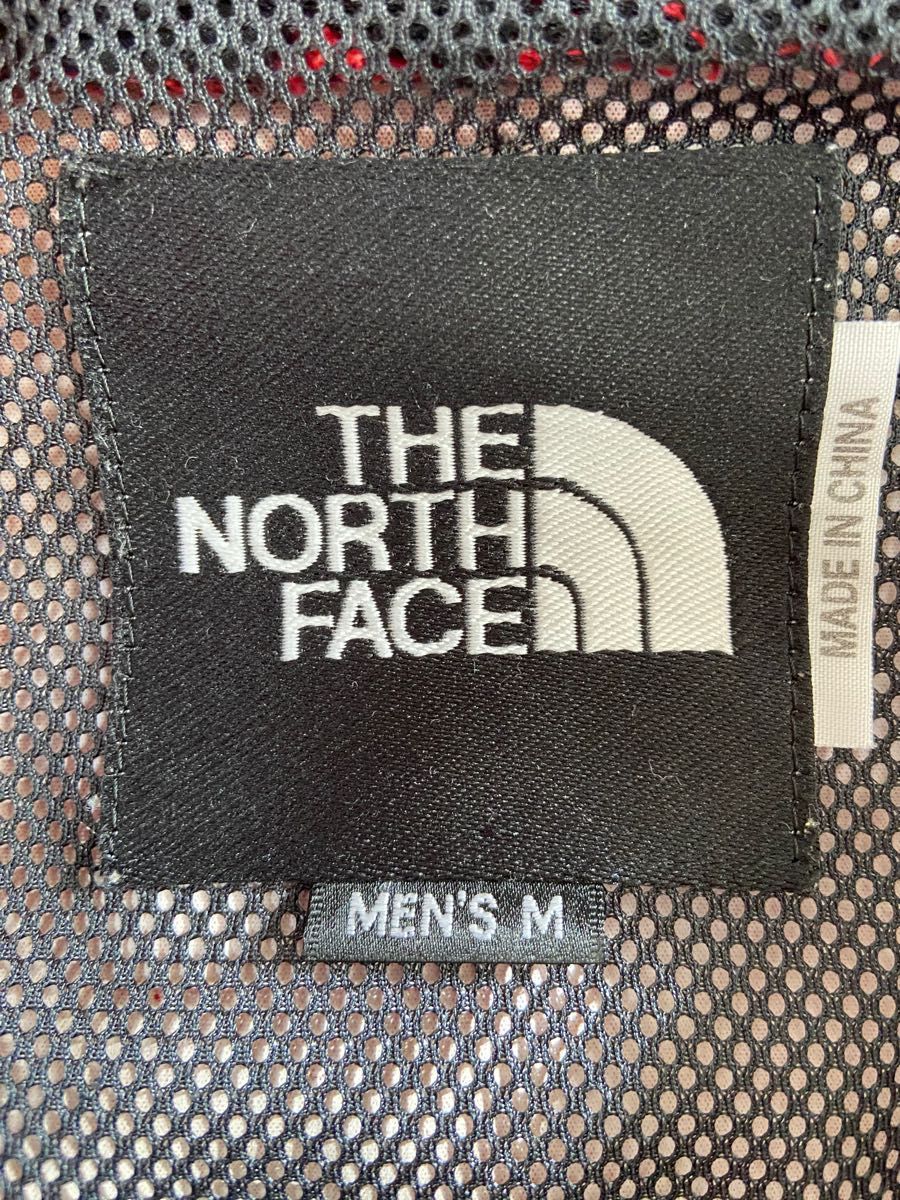 THE
NORTH
FACE
MADE IN CHINA
MEN'S M